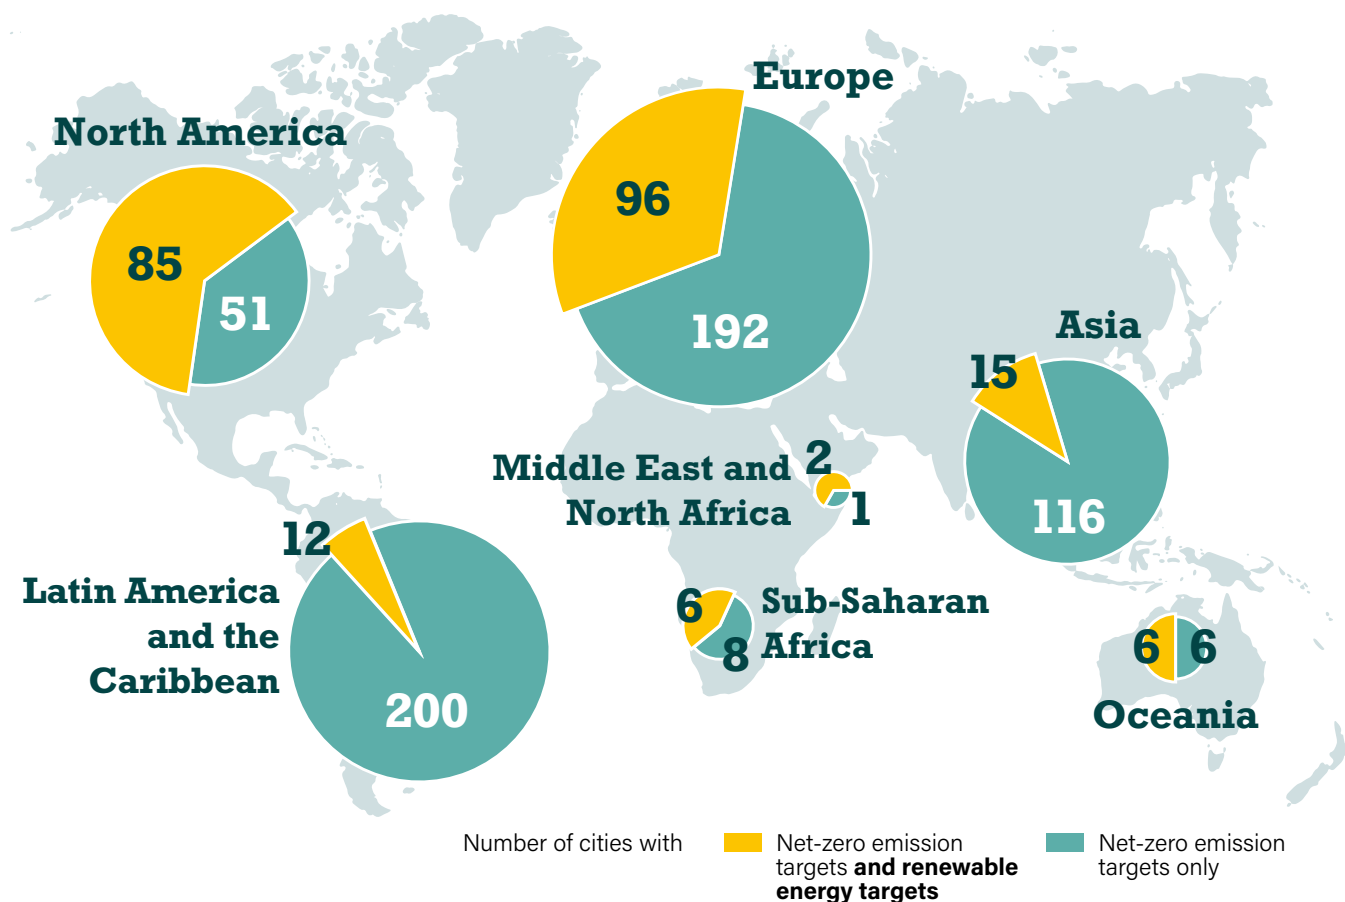 Europe
96
192
North America
85
51
Asia
15
116
Middle East and
North Africa
2
1
12
200
Latin America
and the
Caribbean
Sub-Saharan
Africa
6
8
6
6
Oceania
Number of cities with
Net-zero emission
targets and renewable
energy targets
Net-zero emission
targets only